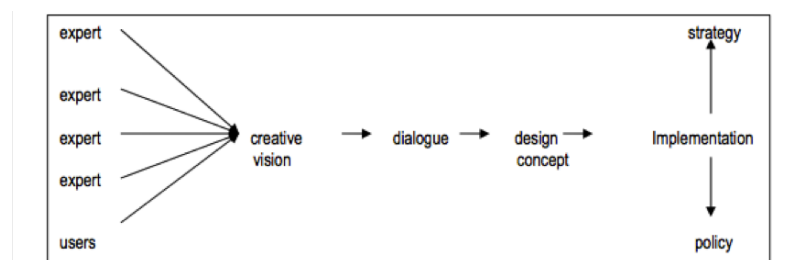 expert
strategy
expert
expert
creative
vision
dialogue
design
concept
Implementation
expert
users
policy